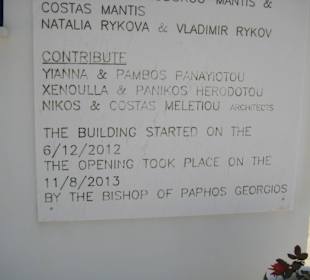 MANTIS &
COSTAS MANTIS
NATALIA RYKOVA & VLADIMIR RYKOV
CONTRIBUTE
YIANNA & PAMBOS PANAYIOTOU
XENOULLA & PANIKOS HERODOTOU
NIKOS & COSTAS MELETIOU ARCHITECTS
THE BUILDING STARTED ON THE
6/12/2012
THE OPENING TOOK PLACE ON THE
11/8/2013
BY THE BISHOP OF PAPHOS GEORGIOS